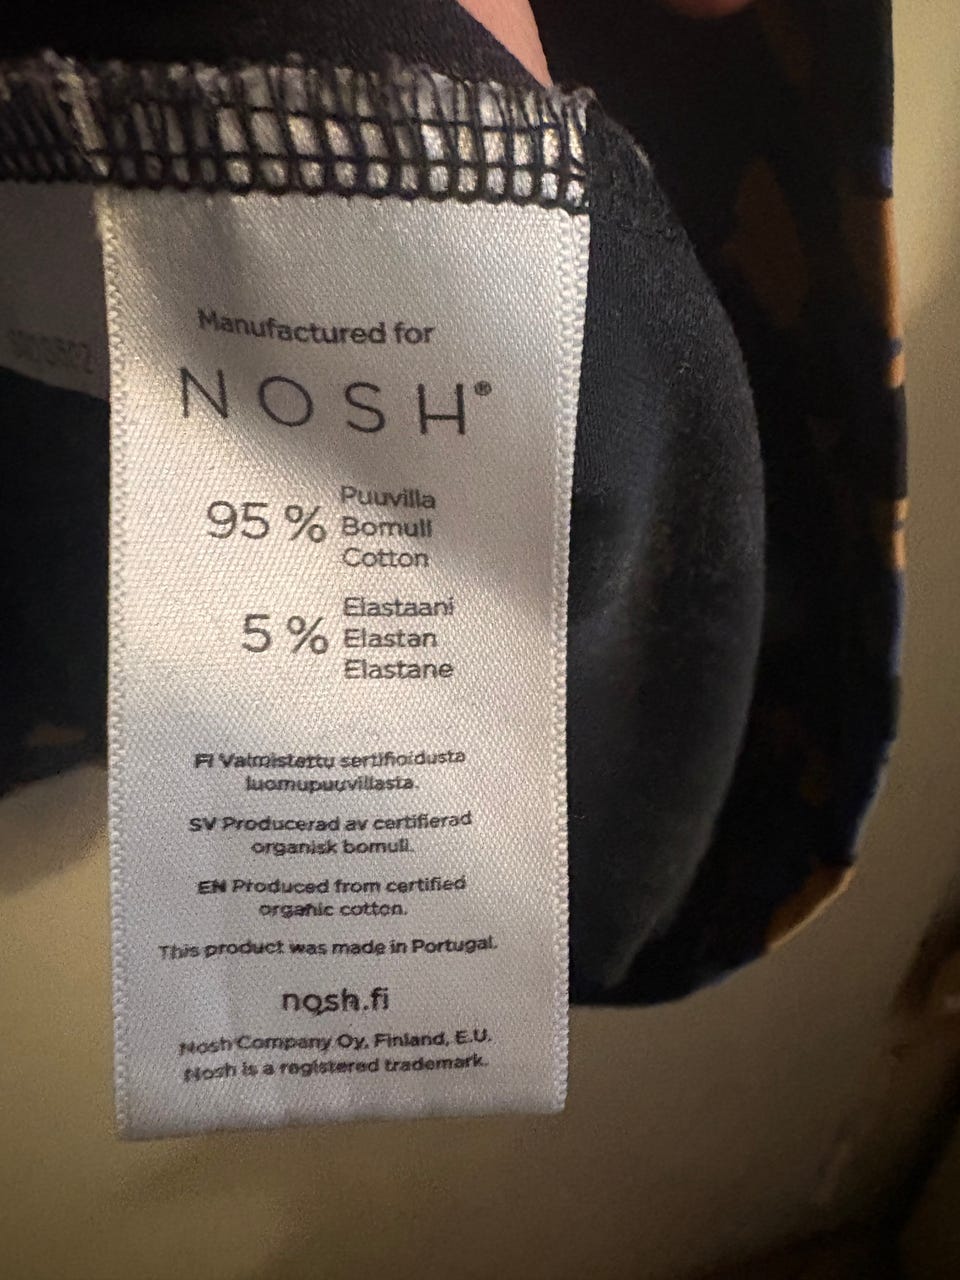 Manufactured for
NOSH®
95 % Puuvilla
Bomull
Cotton
5 % Elastaani
Elastan
Elastane
FI Valmistettu sertifioidusta
luomupuuvillasta.
SV Producerad av certifierad
organisk bomull.
EN Produced from certified
organic cotton.
This product was made in Portugal.
nosh.fi
Nosh Company Oy, Finland, E.U.
Nosh is a registered trademark.